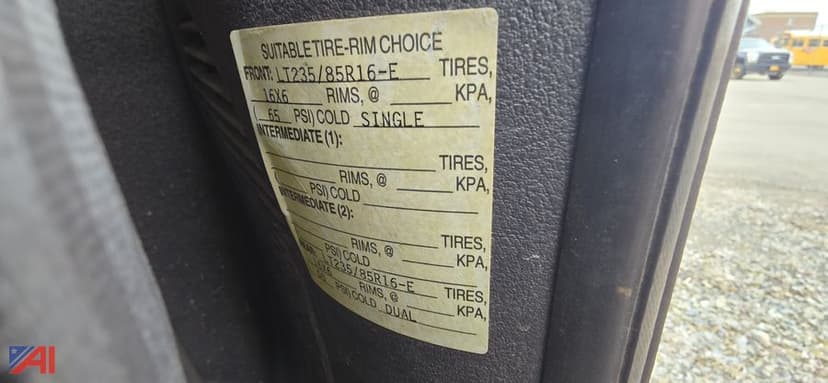 SUITABLE TIRE-RIM CHOICE
FRONT: LT235/85R16-E TIRES,
16X6 RIMS, @ KPA,
( 65 PSI) COLD SINGLE
INTERMEDIATE (1):
TIRES,
RIMS, @ KPA,
( PSI) COLD
INTERMEDIATE (2):
TIRES,
RIMS, @ KPA,
PSI) COLD
LT235/85R16-E TIRES,
RIMS, @ KPA,
PSI) COLD DUAL
AI